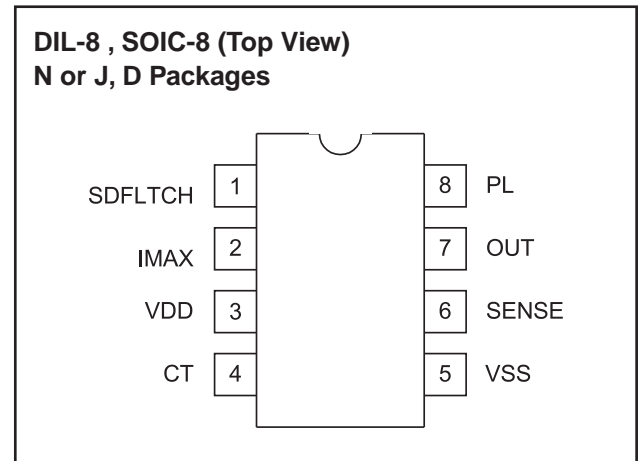 DIL-8 , SOIC-8 (Top View)
N or J, D Packages
SDFLTCH 1 8 PL
IMAX 2 7 OUT
VDD 3 6 SENSE
CT 4 5 VSS